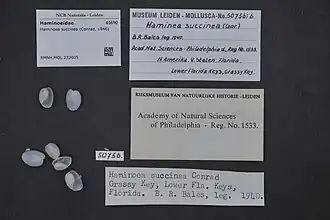 NCB Naturalis - Leiden
Haminoeidae
Haminoea succinea (Conrad, 1846)
RMNH.MOL.232035
MUSEUM LEIDEN - MOLLUSCA-No. 50756/6
Haminea succinea (Conr.)
B.R. Bales leg. 1940.
Acad. Nat. Sciences - Philadelphia d., Reg. No. 1533.
N. Amerika, V. Staten, Florida,
Lower Florida Keys, Grassy Key.
RIJKSMUSEUM VAN NATUURLIJKE HISTORIE - LEIDEN
Academy of Natural Sciences
of Philadelphia - Reg. No. 1533.
50756.
Haminoea succinea Conrad
Grassy Key, Lower Fla. Keys,
Florida. B. R. Bales, leg. 1940.